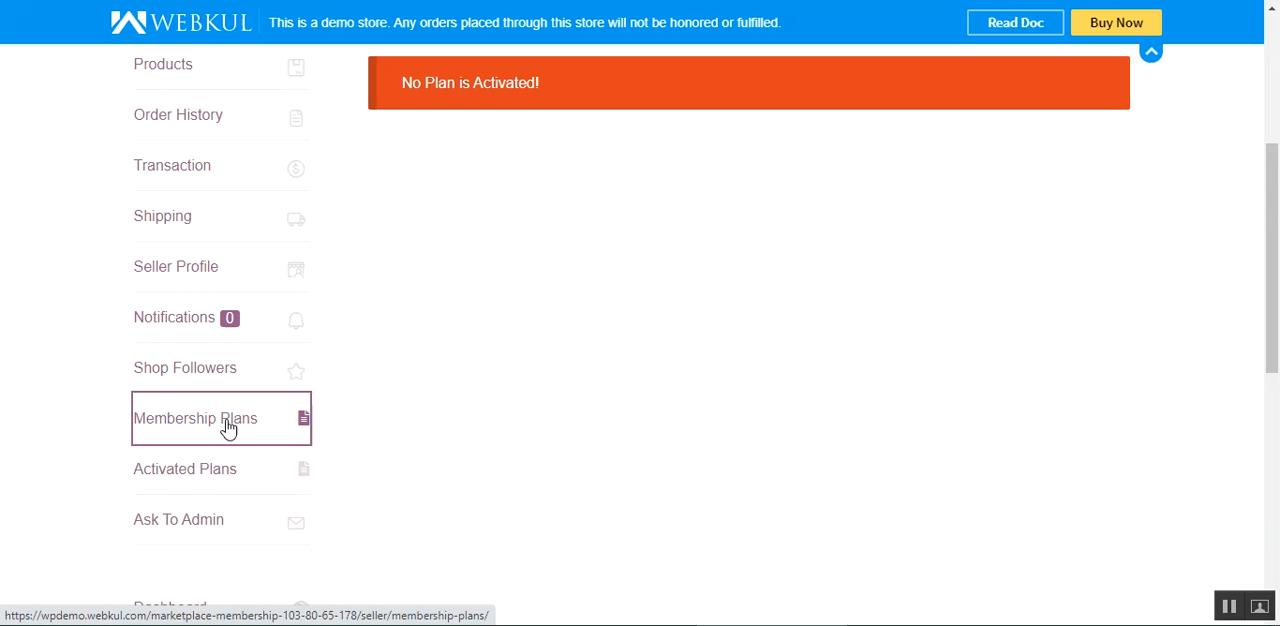 WEBKUL
This is a demo store. Any orders placed through this store will not be honored or fulfilled.
Read Doc
Buy Now
Products
No Plan is Activated!
Order History
Transaction
Shipping
Seller Profile
Notifications 0
Shop Followers
Membership Plans
Activated Plans
Ask To Admin
Dashboard
https://wpdemo.webkul.com/marketplace-membership-103-80-65-178/seller/membership-plans/